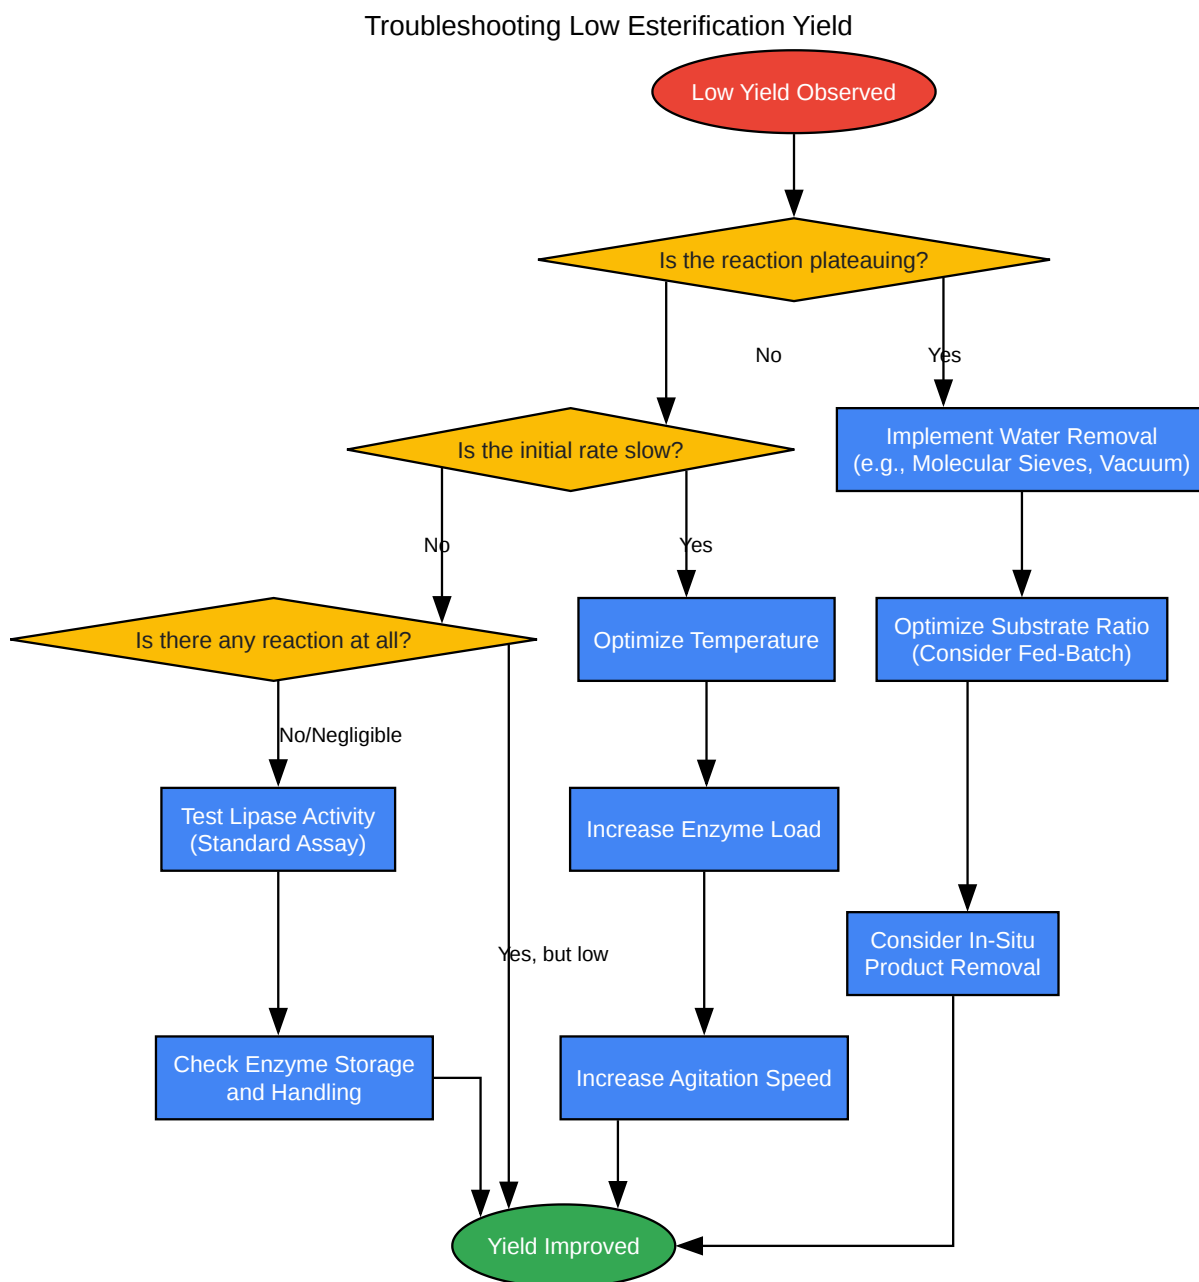 Troubleshooting Low Esterification Yield
Low Yield Observed
Is the reaction plateauing?
No
Yes
Is the initial rate slow?
Implement Water Removal
(e.g., Molecular Sieves, Vacuum)
No
Yes
Is there any reaction at all?
Optimize Temperature
Optimize Substrate Ratio
(Consider Fed-Batch)
No/Negligible
Test Lipase Activity
(Standard Assay)
Increase Enzyme Load
Yes, but low
Consider In-Situ
Product Removal
Check Enzyme Storage
and Handling
Increase Agitation Speed
Yield Improved